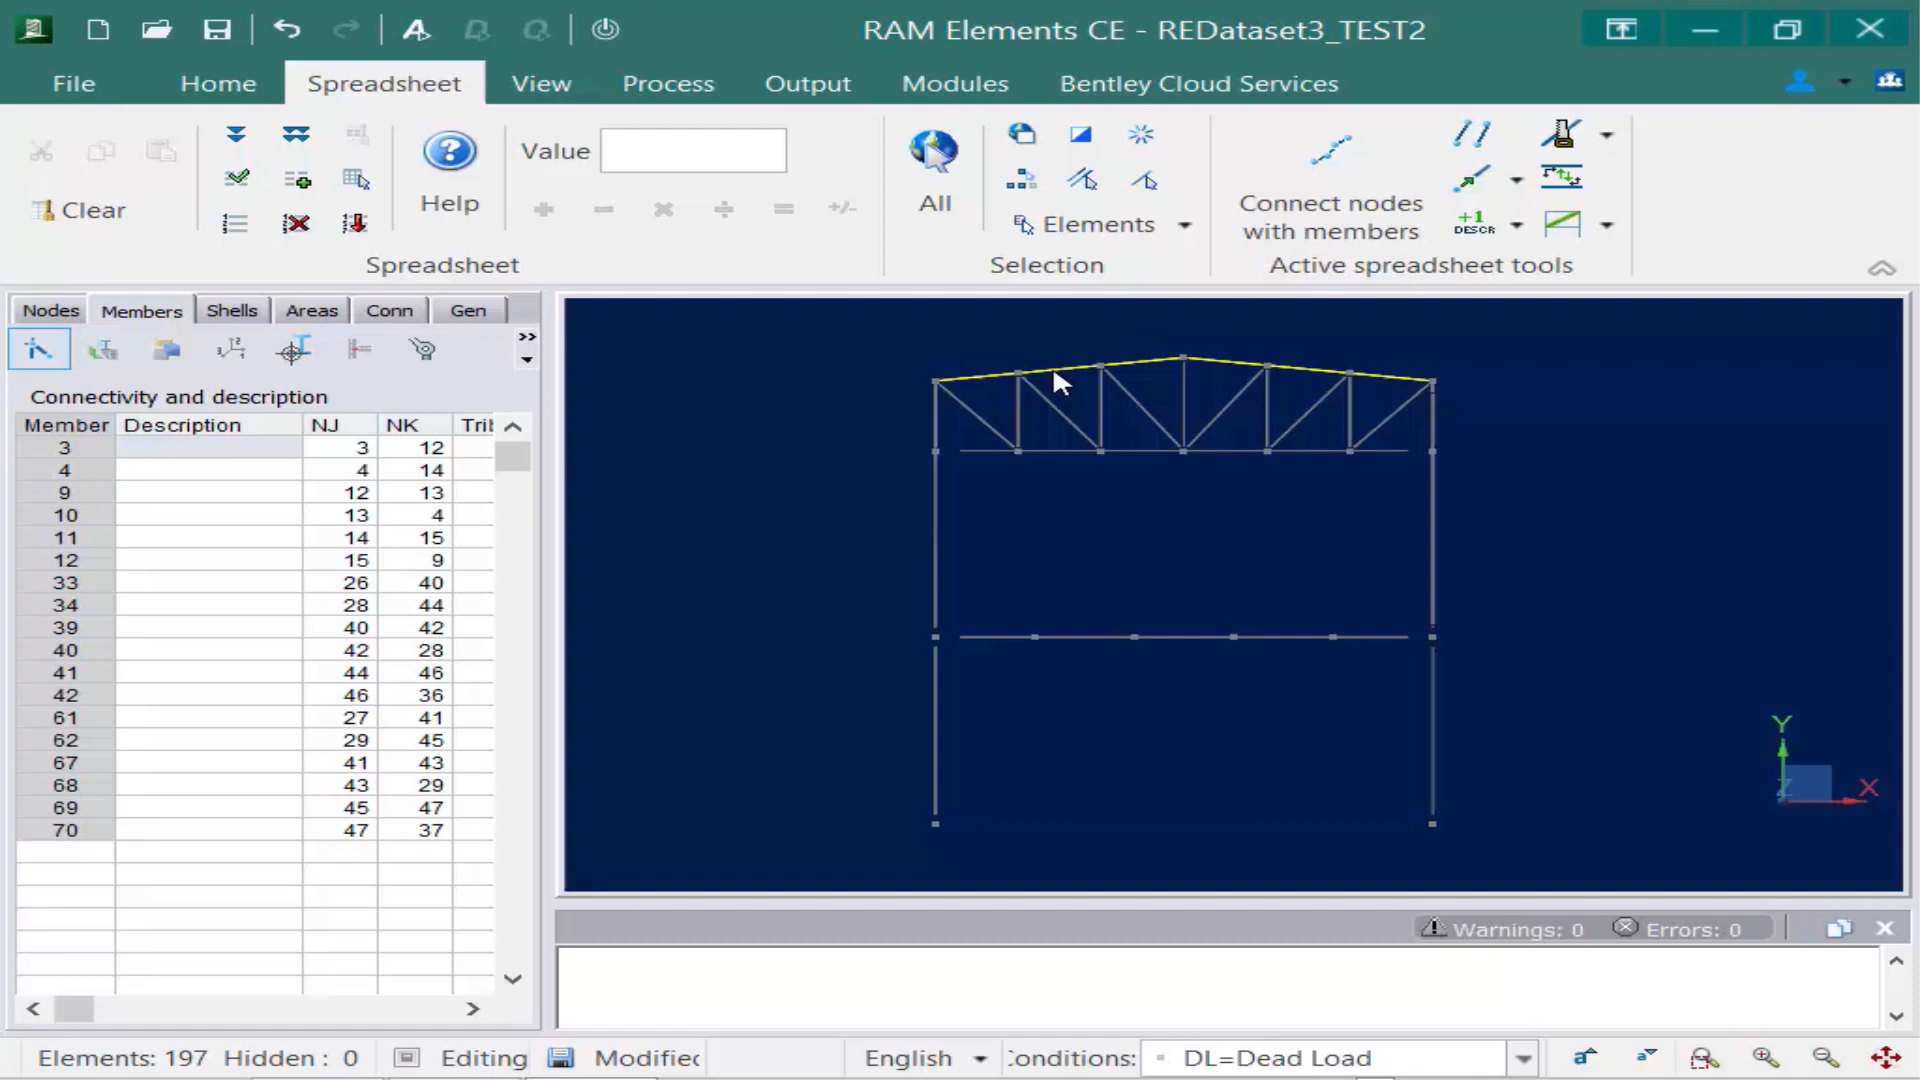 RAM Elements CE - REDataset3_TEST2
File Home Spreadsheet View Process Output Modules Bentley Cloud Services
Clear
Help
Value
All
Elements
Connect nodes
with members
+1
DESCR
Spreadsheet
Selection
Active spreadsheet tools
Nodes Members Shells Areas Conn Gen
Connectivity and description
Member Description NJ NK Trib
3 3 12
4 4 14
9 12 13
10 13 4
11 14 15
12 15 9
33 26 40
34 28 44
39 40 42
40 42 28
41 44 46
42 46 36
61 27 41
62 29 45
67 41 43
68 43 29
69 45 47
70 47 37
Y
Z
X
Warnings: 0 Errors: 0
Elements: 197 Hidden : 0 Editing Modified English Conditions: DL=Dead Load